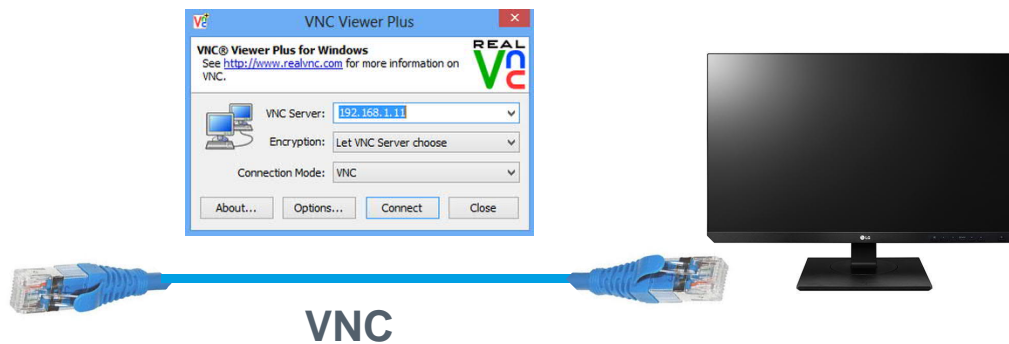 VNC Viewer Plus
VNC® Viewer Plus for Windows
See http://www.realvnc.com for more information on
VNC.
REAL
VNC
VNC Server: 192.168.1.11
Encryption: Let VNC Server choose
Connection Mode: VNC
About... Options... Connect Close
LG
VNC